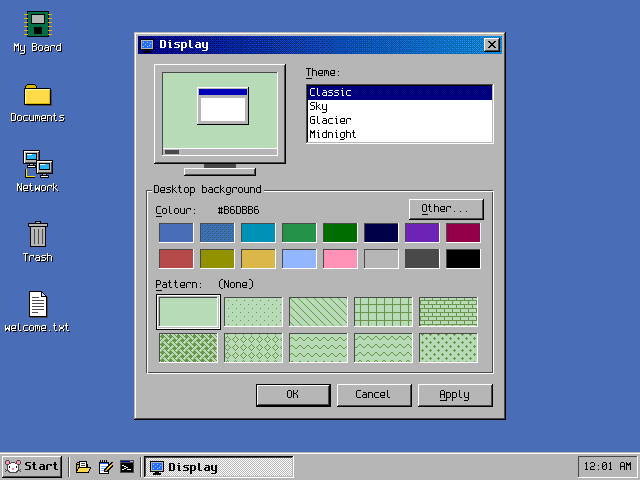 My Board
Documents
Network
Trash
welcome.txt
Display
Theme:
Classic
Sky
Glacier
Midnight
Desktop background
Colour: #B6DBB6
Other...
Pattern: (None)
OK
Cancel
Apply
Start
Display
12:01 AM